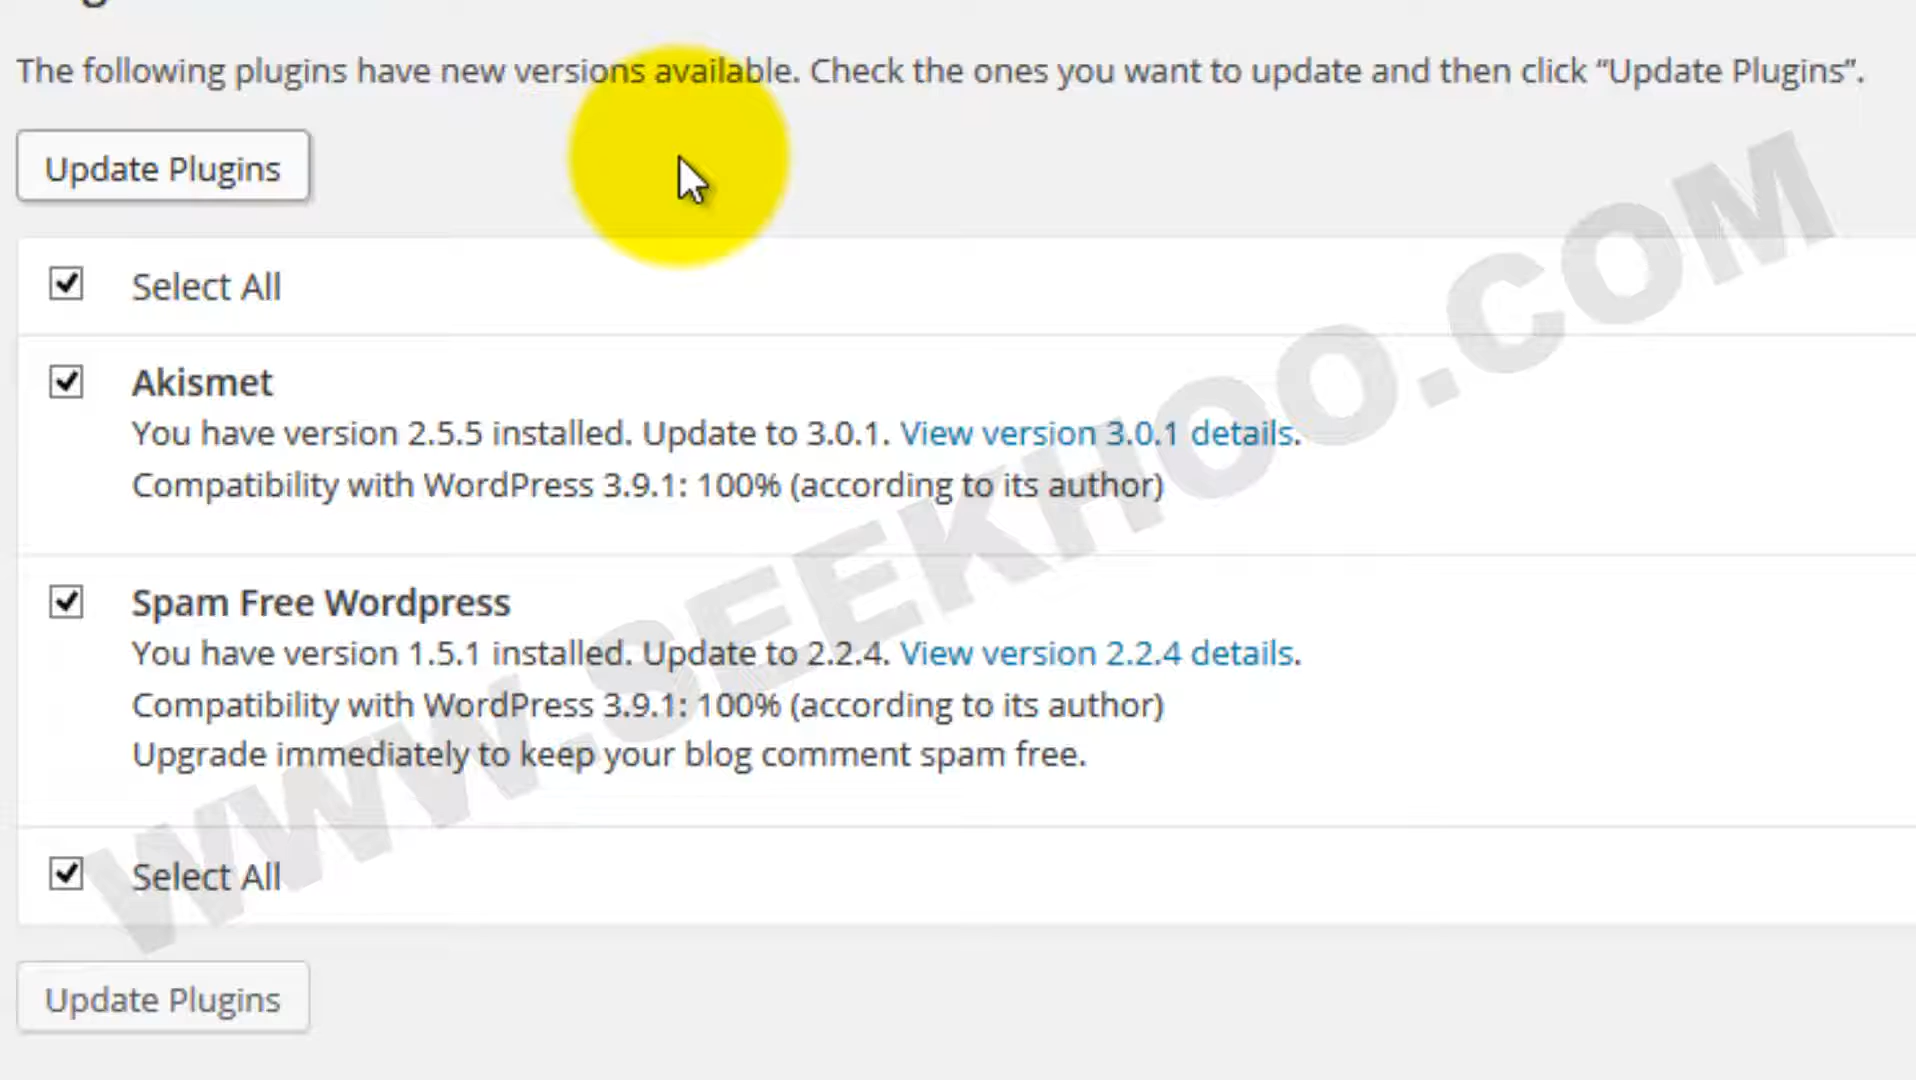 The following plugins have new versions available. Check the ones you want to update and then click “Update Plugins”.
Update Plugins
Select All
Akismet
You have version 2.5.5 installed. Update to 3.0.1. View version 3.0.1 details.
Compatibility with WordPress 3.9.1: 100% (according to its author)
Spam Free Wordpress
You have version 1.5.1 installed. Update to 2.2.4. View version 2.2.4 details.
Compatibility with WordPress 3.9.1: 100% (according to its author)
Upgrade immediately to keep your blog comment spam free.
Select All
Update Plugins
WWW.SEEKHOO.COM